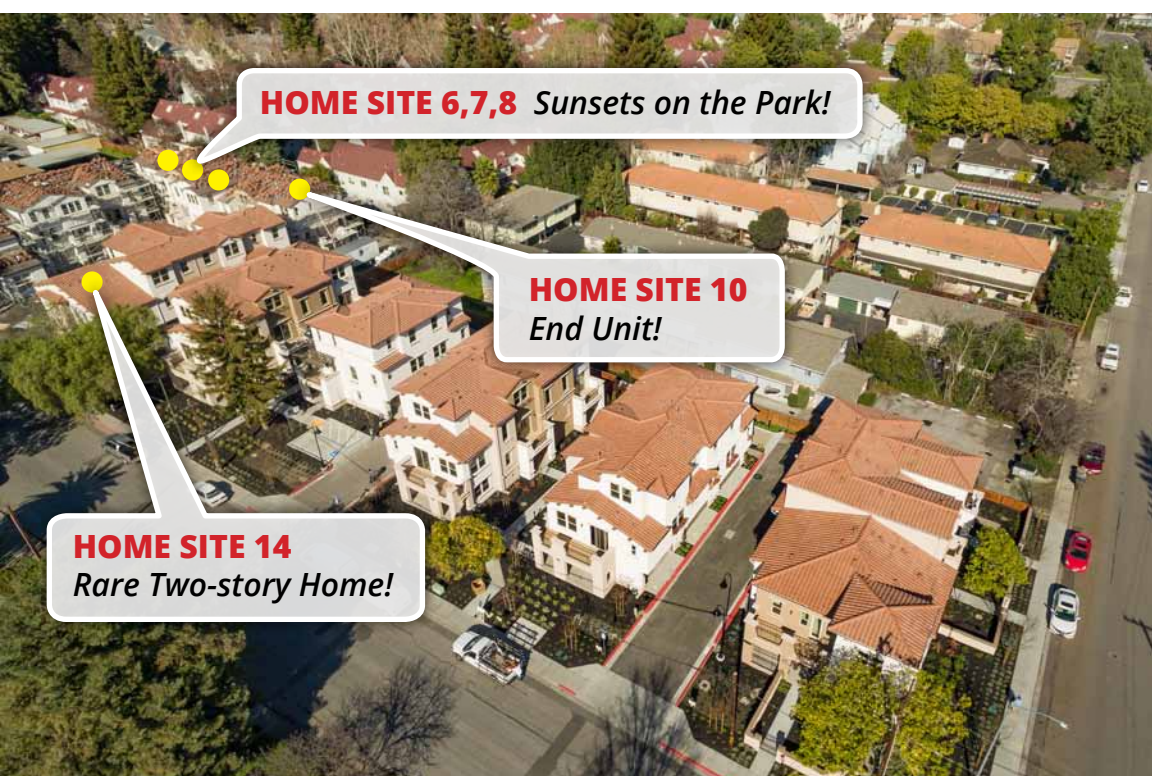 HOME SITE 6,7,8 Sunsets on the Park!
HOME SITE 10
End Unit!
HOME SITE 14
Rare Two-story Home!